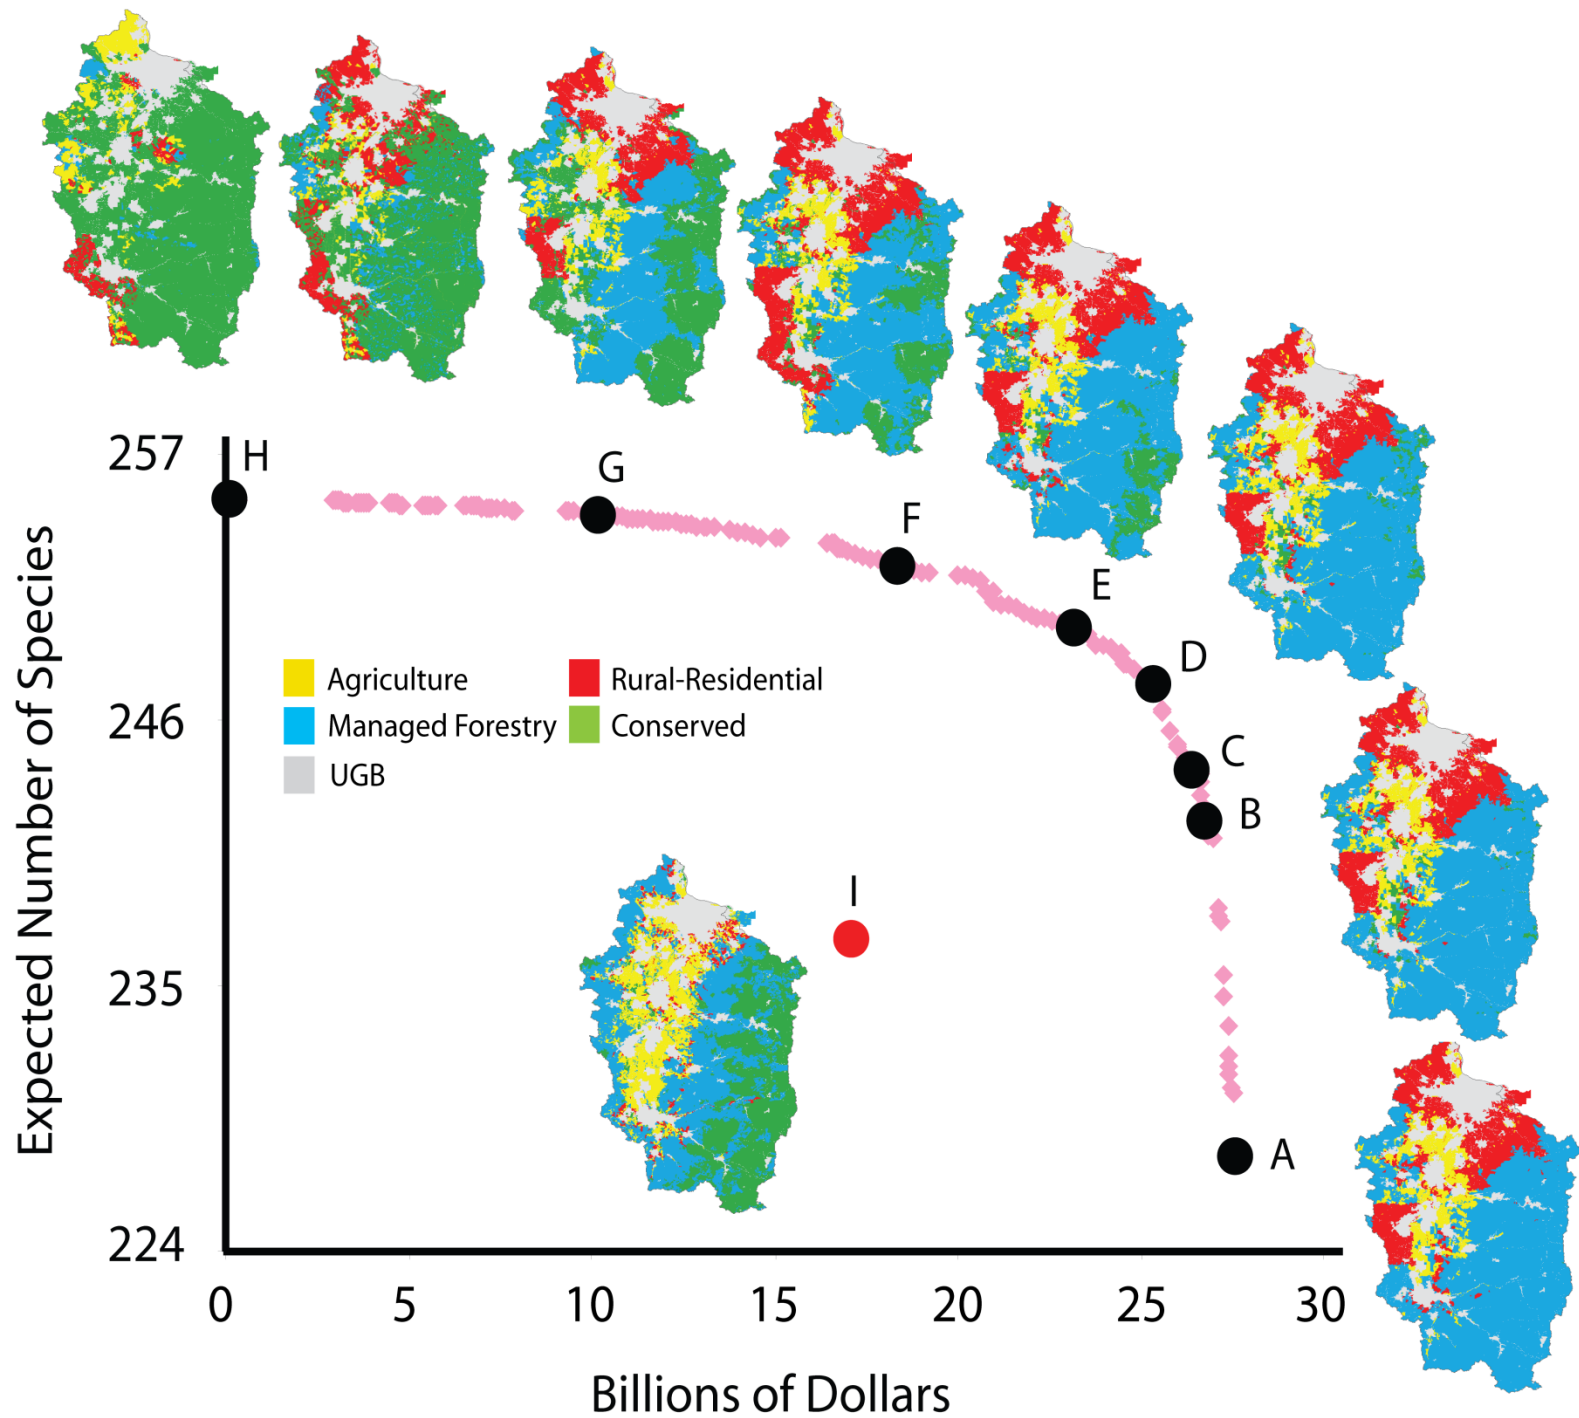 257
H
G
F
E
D
C
B
I
A
246
235
224
Expected Number of Species
Agriculture
Rural-Residential
Managed Forestry
Conserved
UGB
0
5
10
15
20
25
30
Billions of Dollars